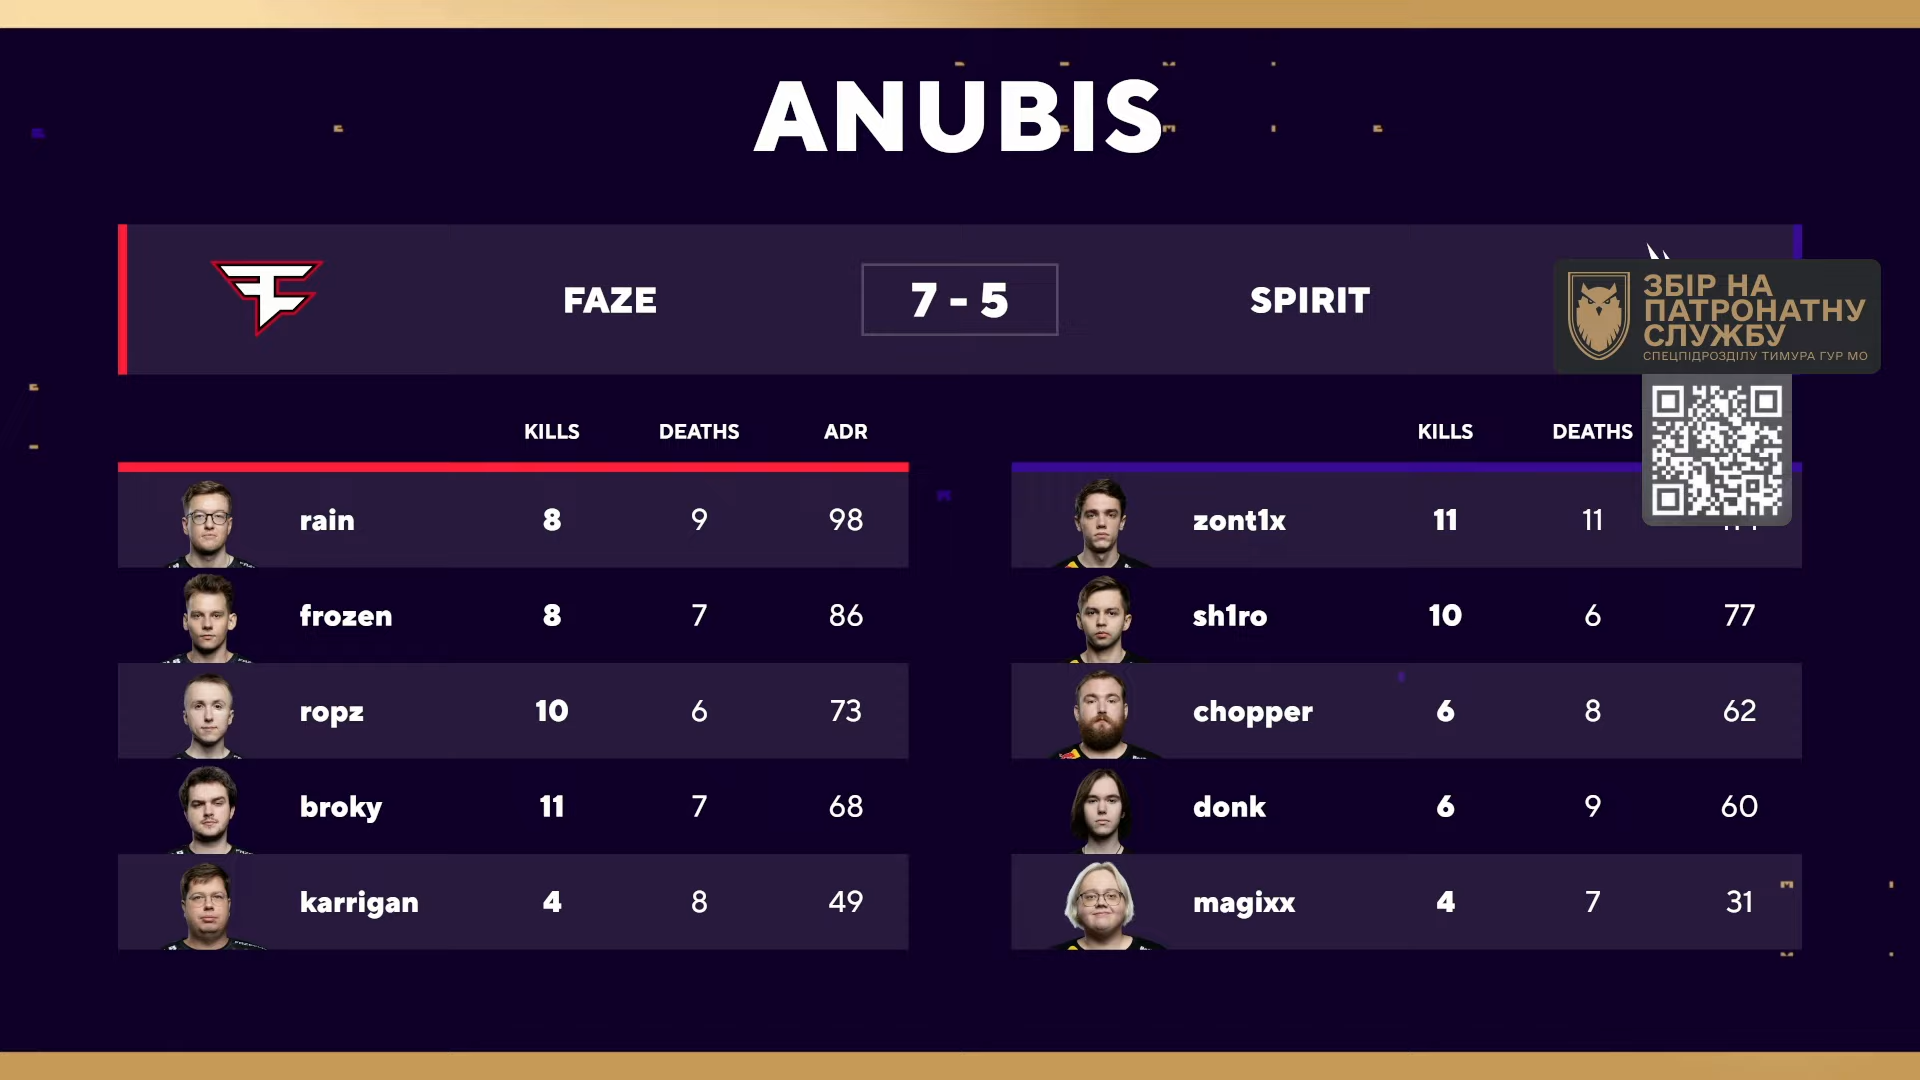 ANUBIS
FAZE 7 - 5 SPIRIT
ЗБІР НА
ПАТРОНАТНУ
СЛУЖБУ
СПЕЦПІДРОЗДІЛУ ТИМУРА ГУР МО
KILLS DEATHS ADR
rain 8 9 98
frozen 8 7 86
ropz 10 6 73
broky 11 7 68
karrigan 4 8 49
KILLS DEATHS
zont1x 11 11
sh1ro 10 6 77
chopper 6 8 62
donk 6 9 60
magixx 4 7 31